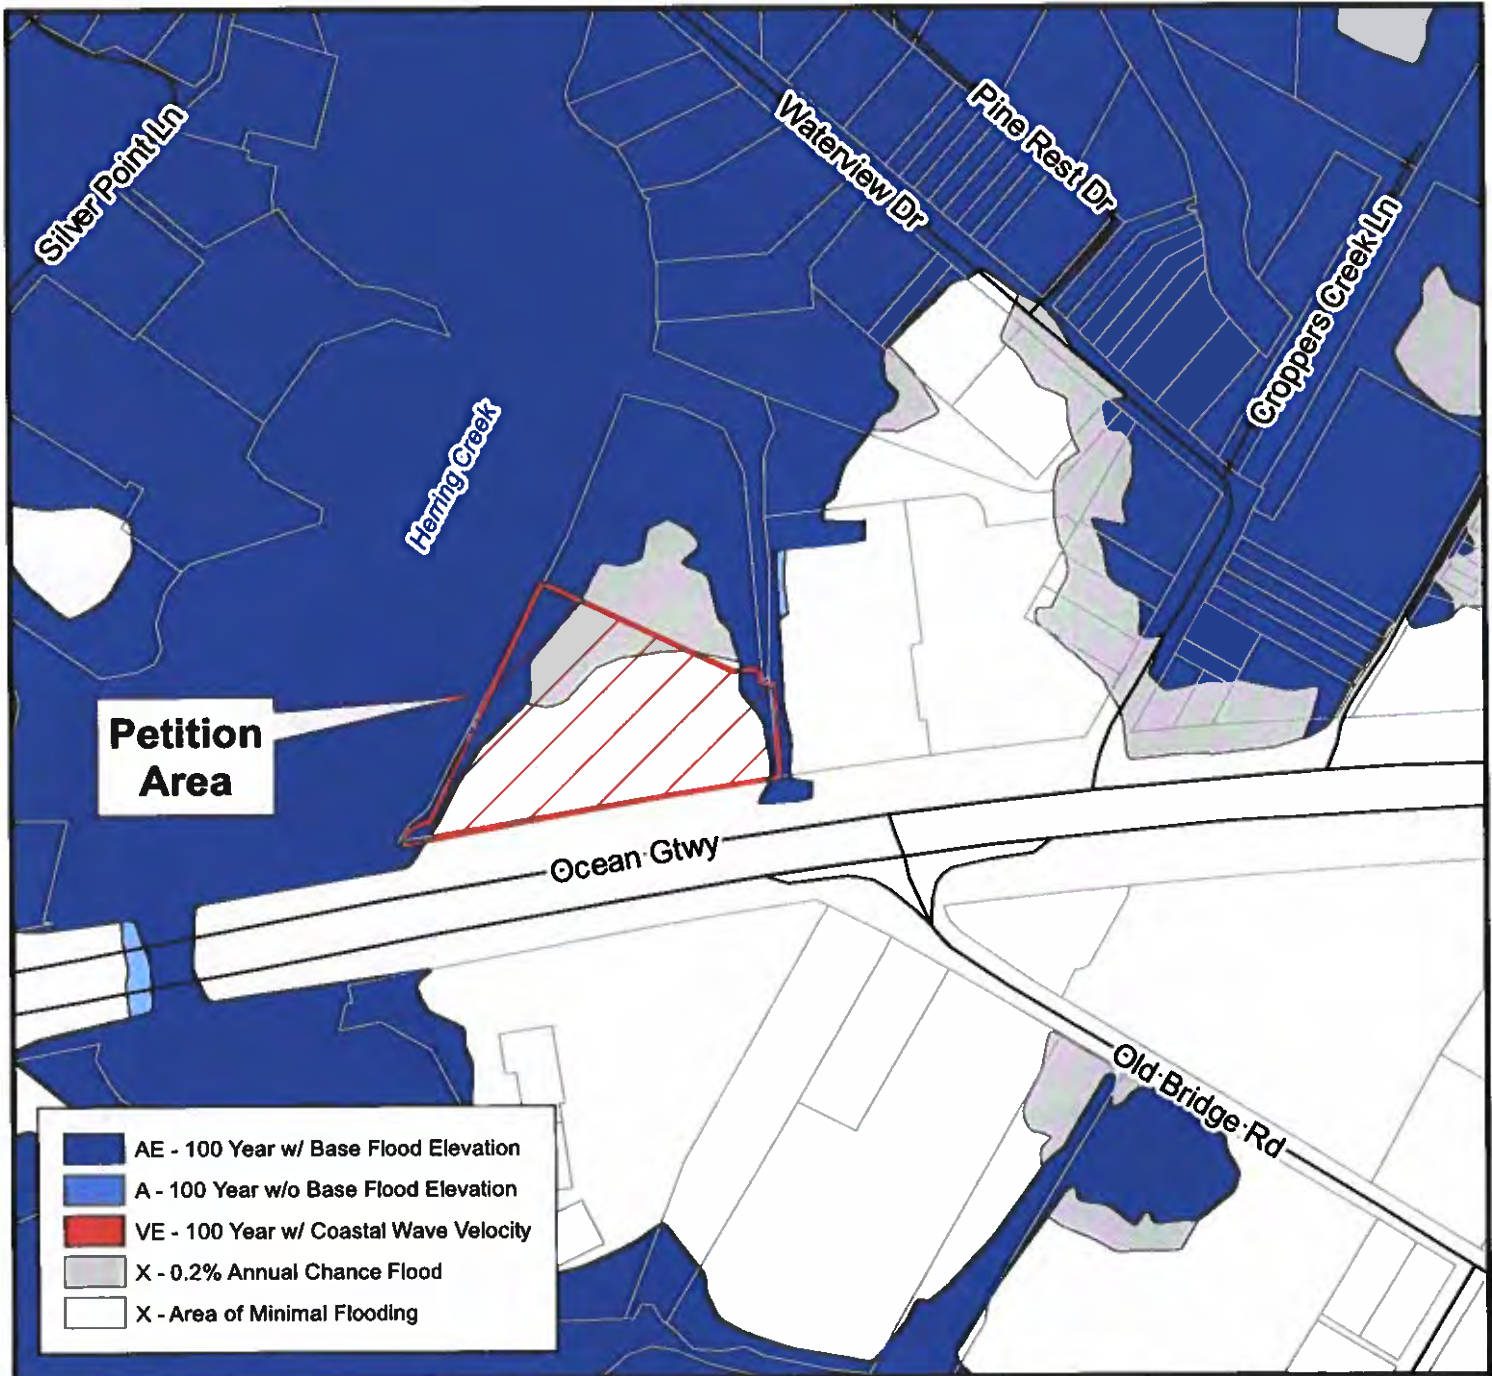 Silver Point Ln
Waterview Dr
Pine Rest Dr
Croppers Creek Ln
Herring Creek
Petition
Area
Ocean Gtwy
Old Bridge Rd
AE - 100 Year w/ Base Flood Elevation
A - 100 Year w/o Base Flood Elevation
VE - 100 Year w/ Coastal Wave Velocity
X - 0.2% Annual Chance Flood
X - Area of Minimal Flooding